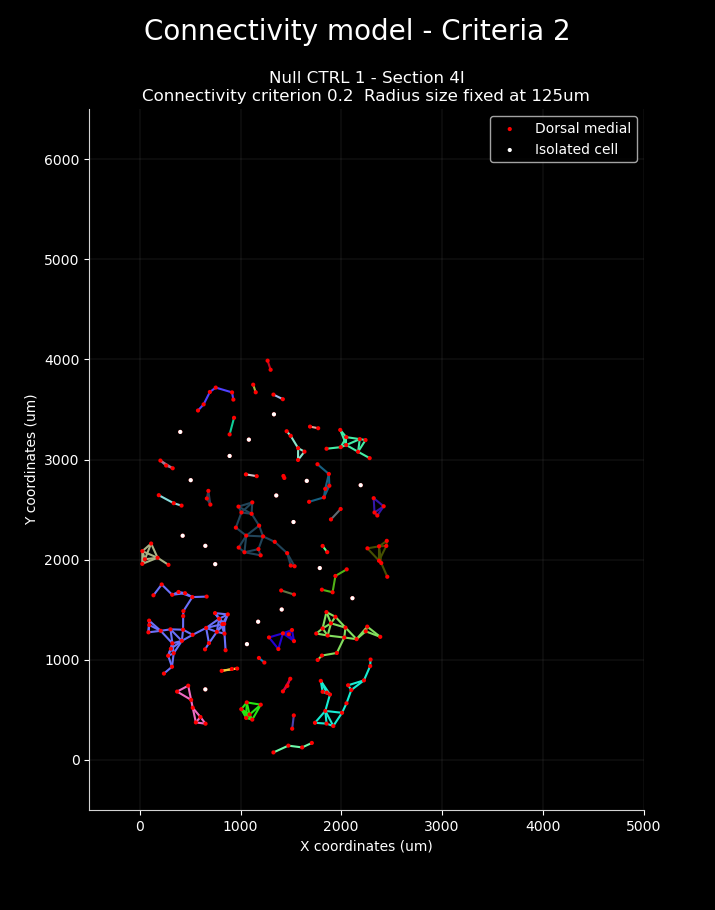 Connectivity model - Criteria 2
Null CTRL 1 - Section 4l
Connectivity criterion 0.2  Radius size fixed at 125um
Dorsal medial
Isolated cell
Y coordinates (um)
6000
5000
4000
3000
2000
1000
0
0
1000
2000
3000
4000
5000
X coordinates (um)